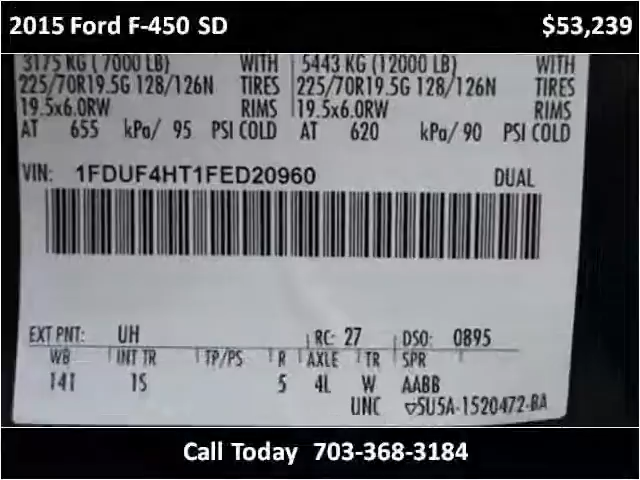 2015 Ford F-450 SD $53,239
3175 KG (7000 LB) WITH 5443 KG (12000 LB) WITH
225/70R19.5G 128/126N TIRES 225/70R19.5G 128/126N TIRES
19.5x6.0RW RIMS 19.5x6.0RW RIMS
AT 655 kPa/ 95 PSI COLD AT 620 kPa/ 90 PSI COLD
VIN: 1FDUF4HT1FED20960 DUAL
EXT PNT: UH RC: 27 DSO: 0895
WB INT TR TP/PS R AXLE TR SPR
141 1S 5 4L W AABB
UNC 5U5A-1520472-BA
Call Today 703-368-3184